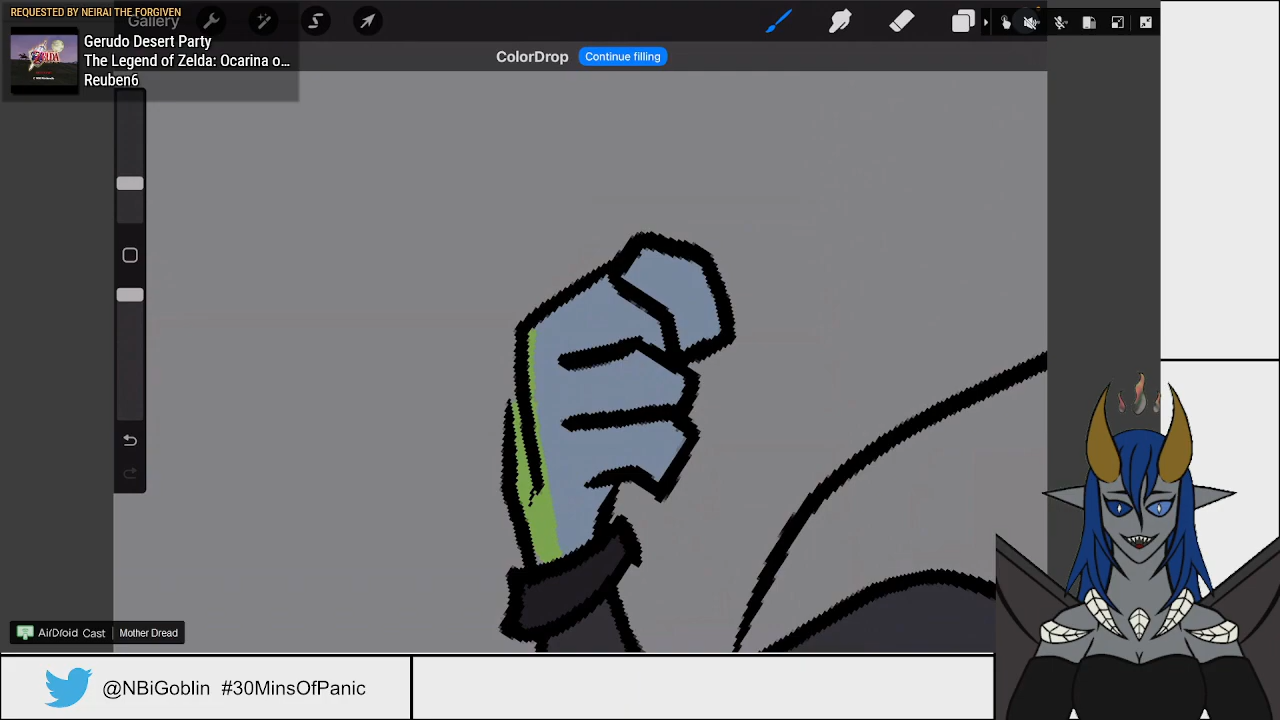 REQUESTED BY NEIRAI THE FORGIVEN
Gallery
Gerudo Desert Party
The Legend of Zelda: Ocarina o...
Reuben6
ColorDrop
Continue filling
AirDroid Cast
Mother Dread
@NBiGoblin #30MinsOfPanic